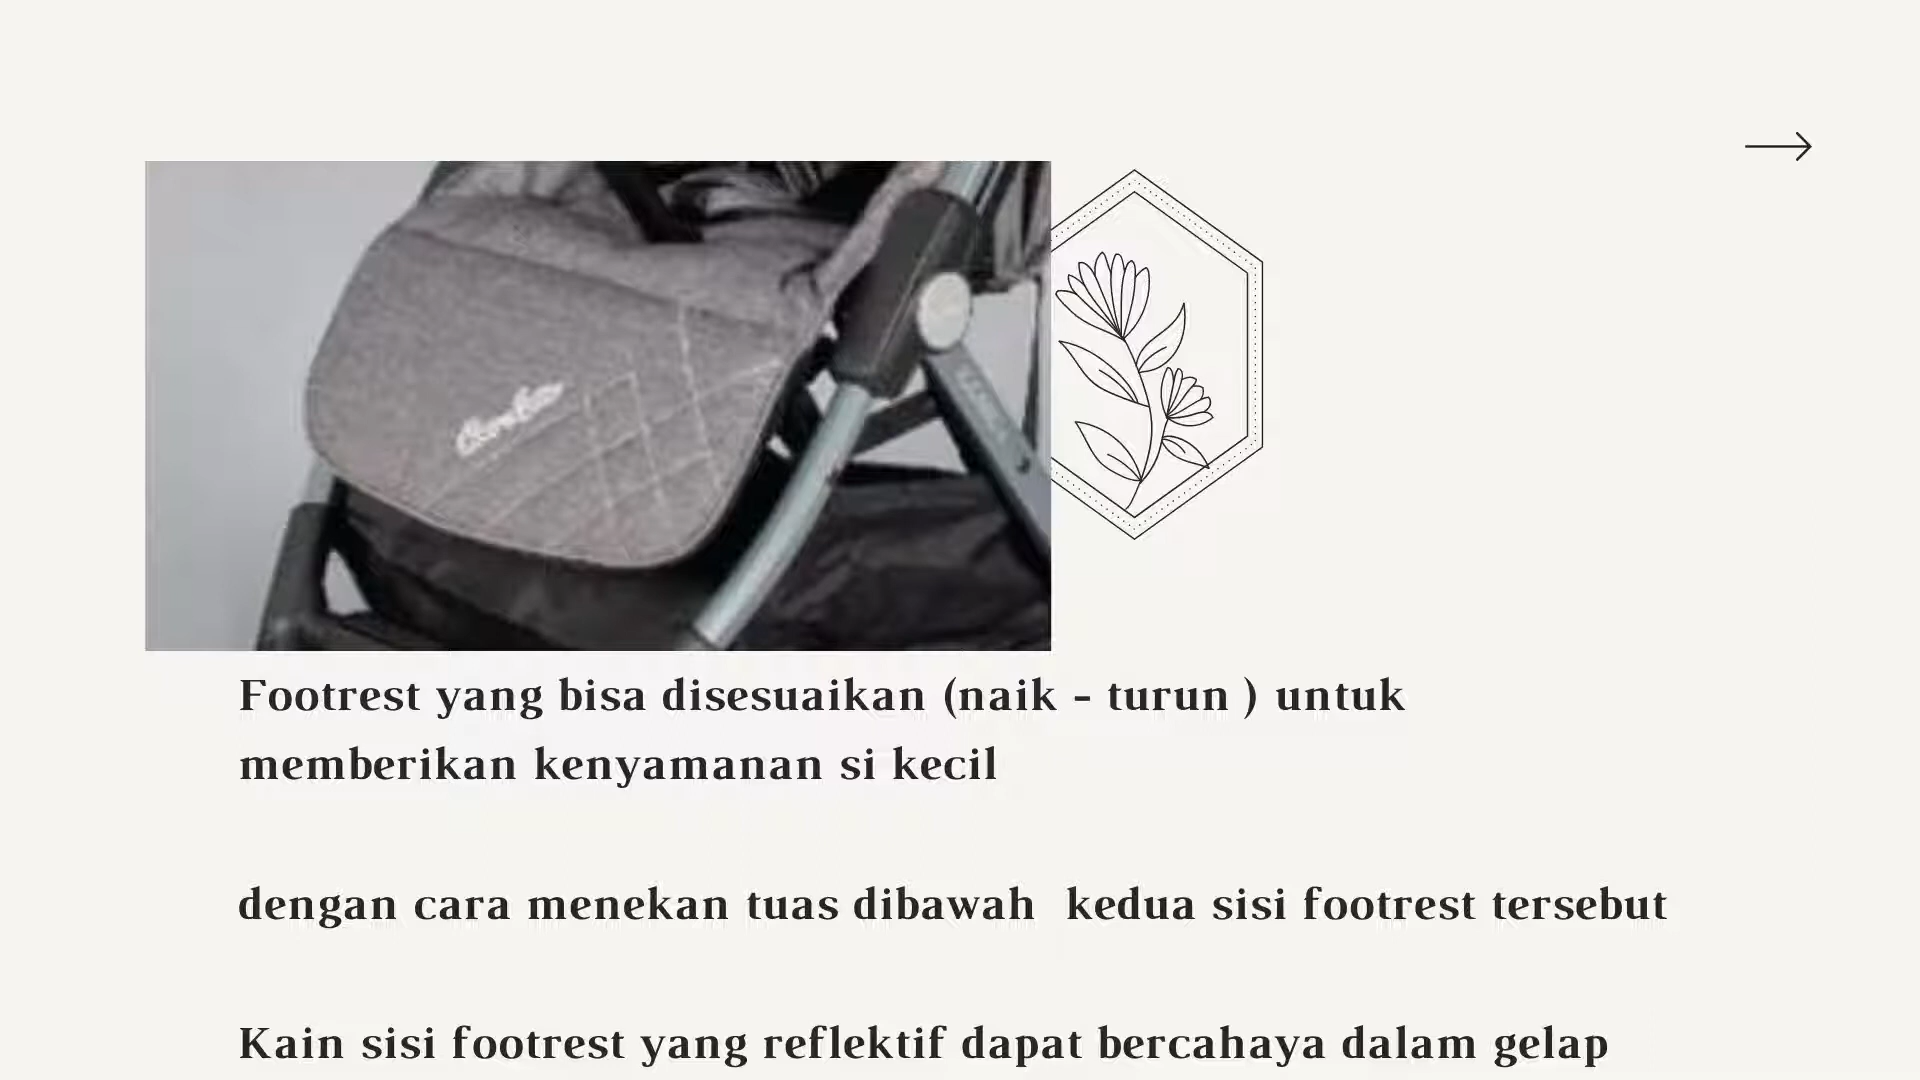 Footrest yang bisa disesuaikan (naik - turun ) untuk
memberikan kenyamanan si kecil
dengan cara menekan tuas dibawah  kedua sisi footrest tersebut
Kain sisi footrest yang reflektif dapat bercahaya dalam gelap